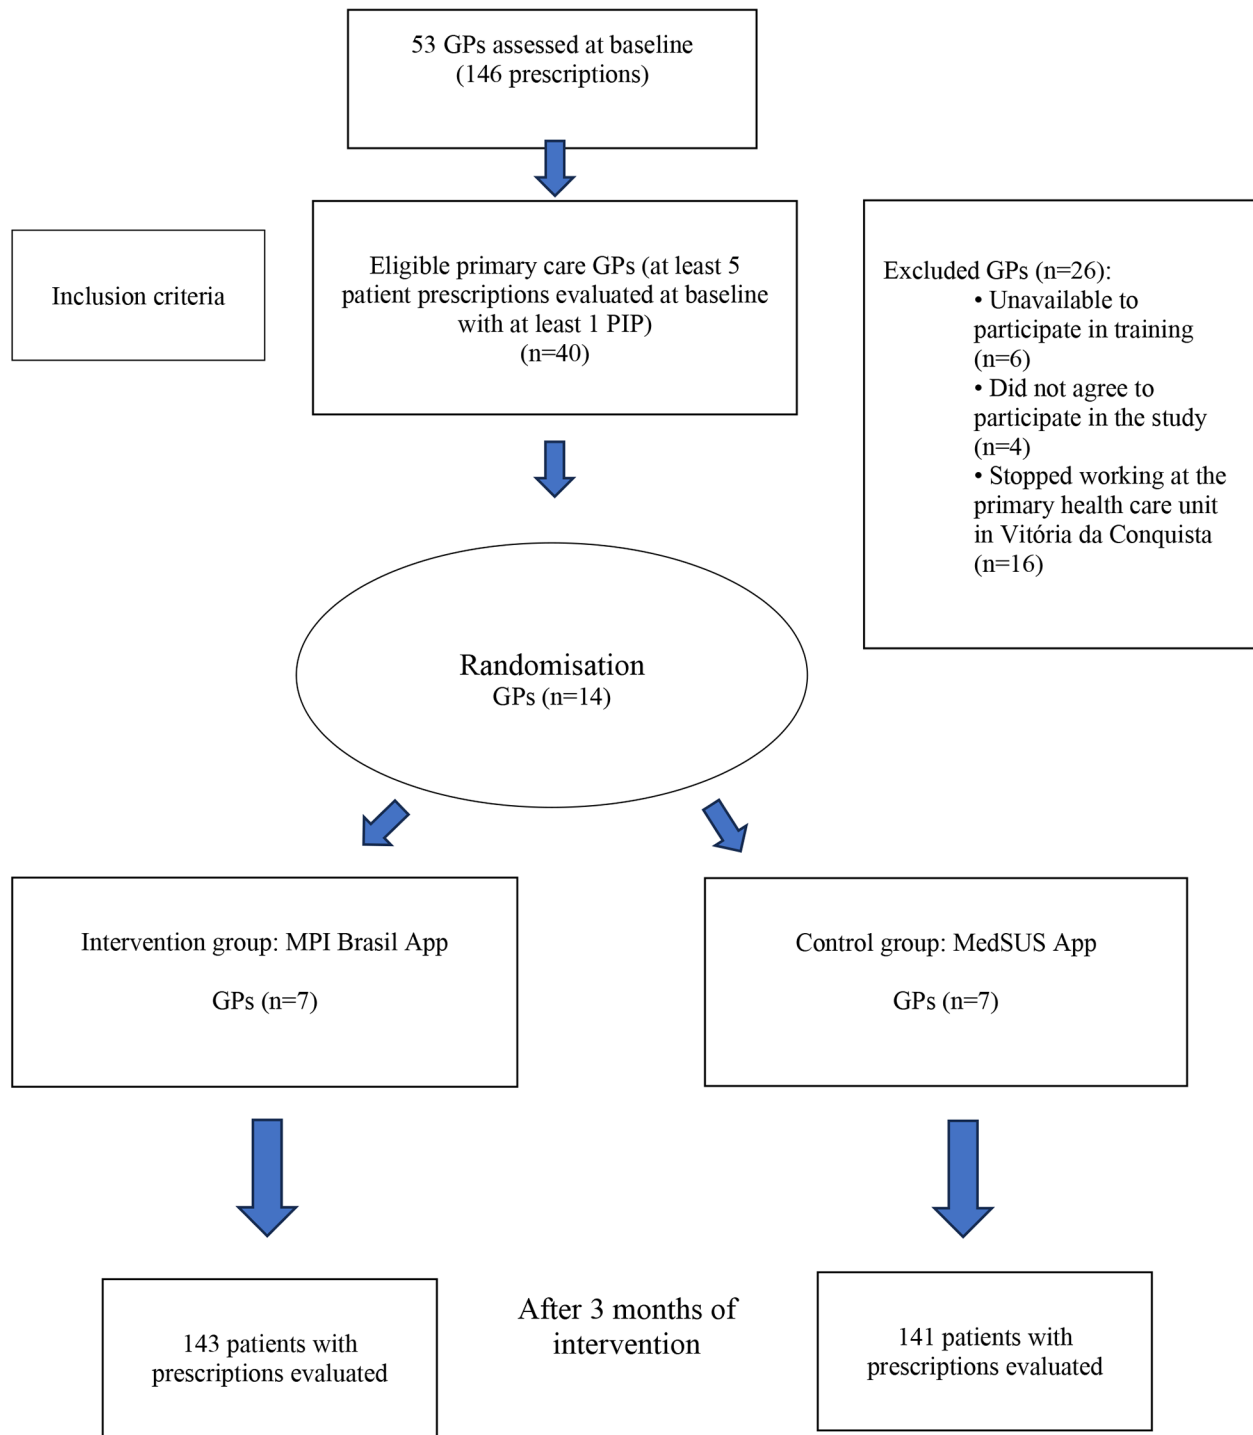 53 GPs assessed at baseline
(146 prescriptions)
Inclusion criteria
Eligible primary care GPs (at least 5
patient prescriptions evaluated at baseline
with at least 1 PIP)
(n=40)
Excluded GPs (n=26):
• Unavailable to
participate in training
(n=6)
• Did not agree to
participate in the study
(n=4)
• Stopped working at the
primary health care unit
in Vitória da Conquista
(n=16)
Randomisation
GPs (n=14)
Intervention group: MPI Brasil App
GPs (n=7)
Control group: MedSUS App
GPs (n=7)
143 patients with
prescriptions evaluated
After 3 months of
intervention
141 patients with
prescriptions evaluated